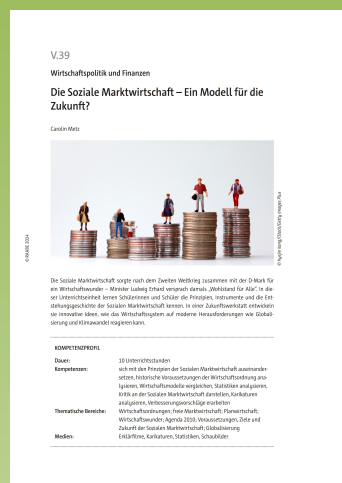 V.39
Wirtschaftspolitik und Finanzen
Die Soziale Marktwirtschaft – Ein Modell für die
Zukunft?
Carolin Metz
© RAABE 2024
© hyejin kang/iStock/Getty Images Plus
Die Soziale Marktwirtschaft sorgte nach dem Zweiten Weltkrieg zusammen mit der D-Mark für
ein Wirtschaftswunder – Minister Ludwig Erhard versprach damals „Wohlstand für Alle“. In die-
ser Unterrichtseinheit lernen Schülerinnen und Schüler die Prinzipien, Instrumente und die Ent-
stehungsgeschichte der Sozialen Marktwirtschaft kennen. In einer Zukunftswerkstatt entwickeln
sie innovative Ideen, wie das Wirtschaftssystem auf moderne Herausforderungen wie Globali-
sierung und Klimawandel reagieren kann.
KOMPETENZPROFIL
Dauer: 10 Unterrichtsstunden
Kompetenzen: sich mit den Prinzipien der Sozialen Marktwirtschaft auseinander-
setzen, historische Voraussetzungen der Wirtschaftsordnung ana-
lysieren, Wirtschaftsmodelle vergleichen, Statistiken analysieren,
Kritik an der Sozialen Marktwirtschaft darstellen, Karikaturen
analysieren, Verbesserungsvorschläge erarbeiten
Thematische Bereiche: Wirtschaftsordnungen; freie Marktwirtschaft; Planwirtschaft;
Wirtschaftswunder; Agenda 2010; Voraussetzungen, Ziele und
Zukunft der Sozialen Marktwirtschaft; Globalisierung
Medien: Erklärfilme, Karikaturen, Statistiken, Schaubilder